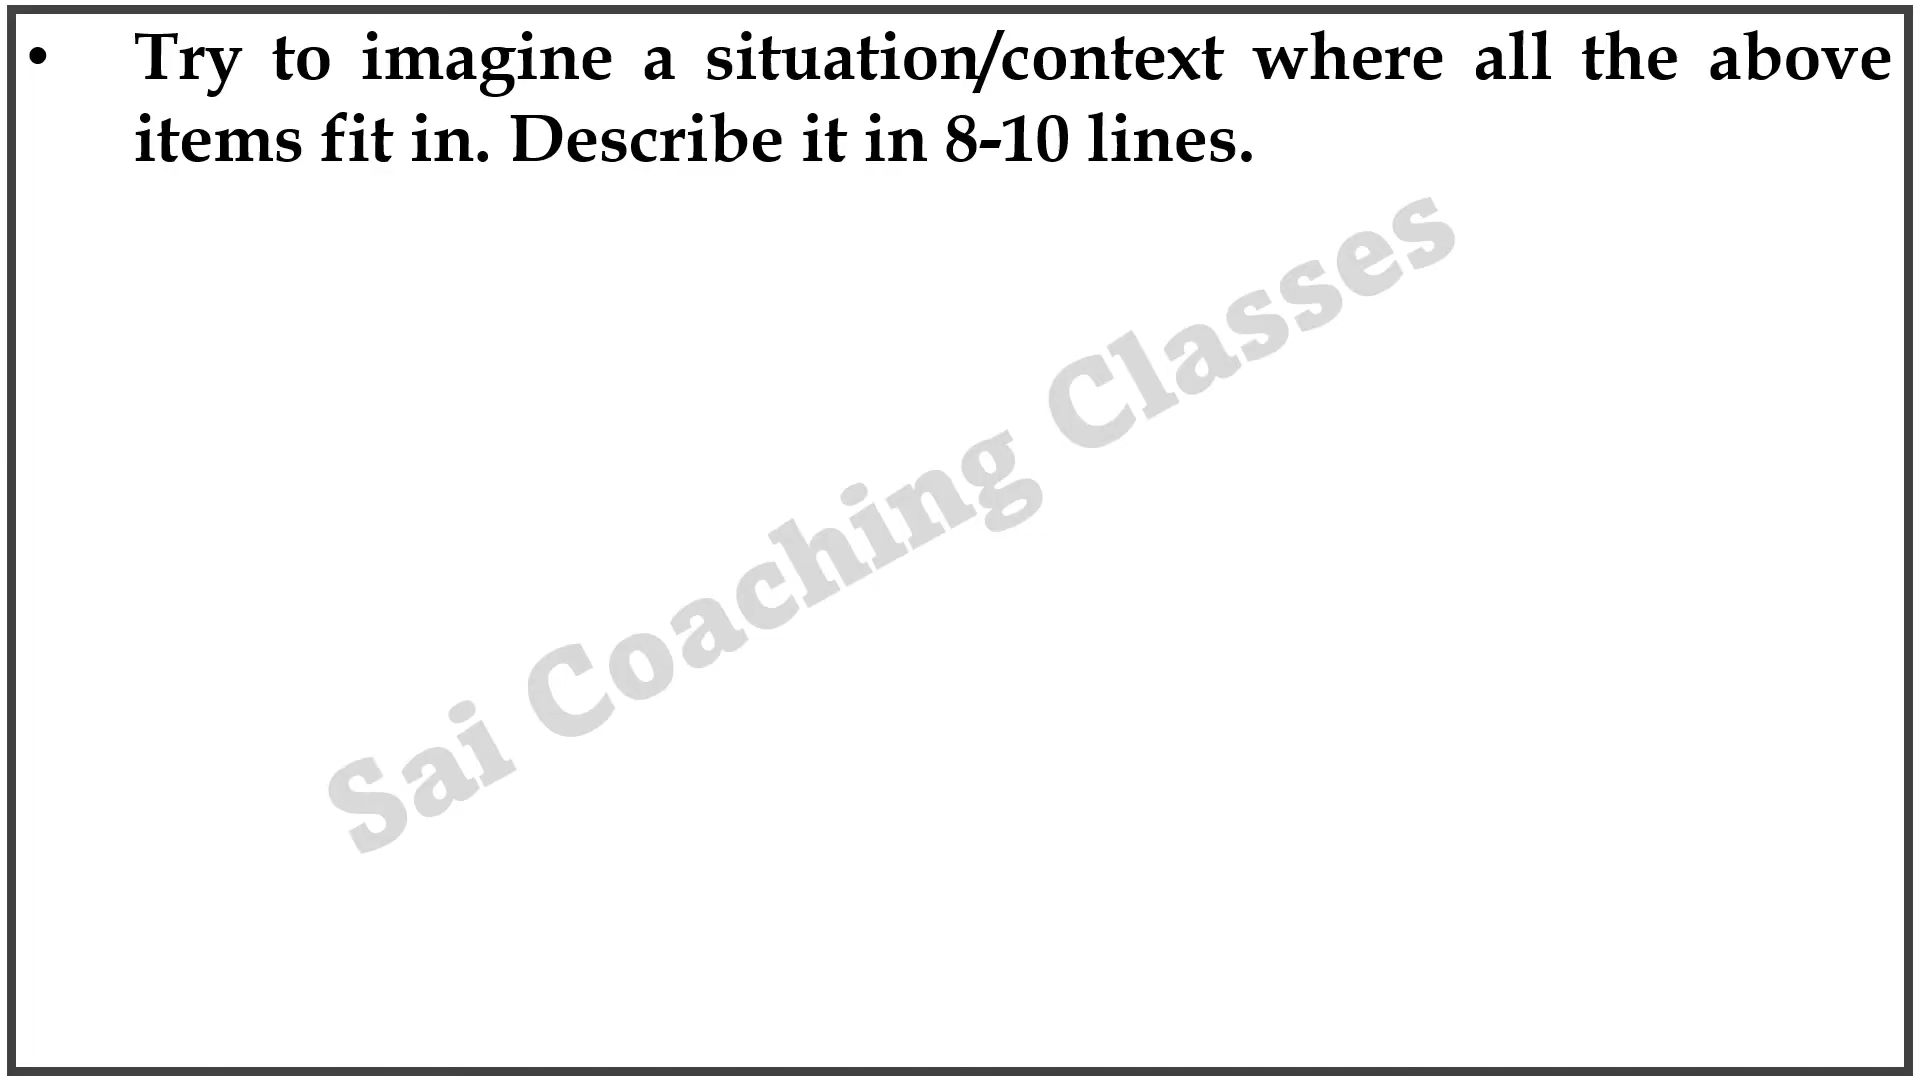 • Try to imagine a situation/context where all the above
items fit in. Describe it in 8-10 lines.
Sai Coaching Classes